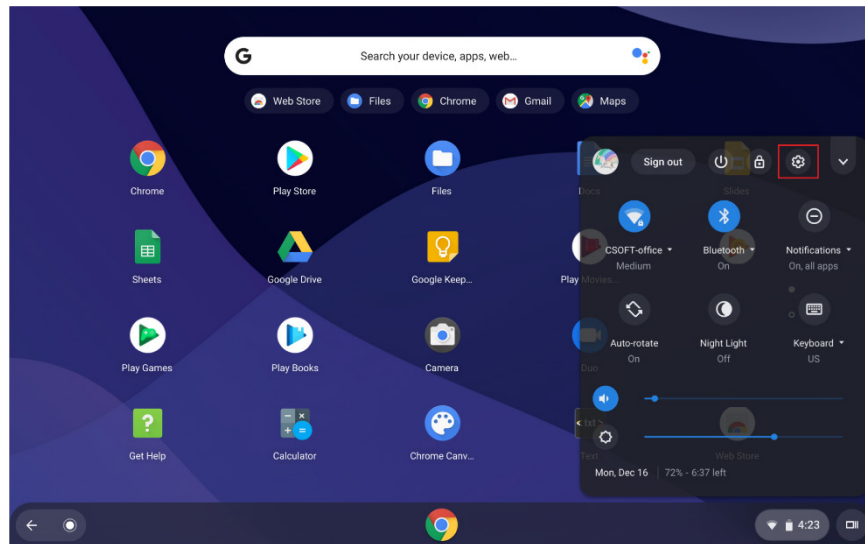 Search your device, apps, web...
Web Store Files Chrome Gmail Maps
Chrome Play Store Files Docs Slides
Sheets Google Drive Google Keep... Play Movies...
Play Games Play Books Camera Duo
Get Help Calculator Chrome Canv... Text Web Store
Sign out
CSOFT-office Bluetooth Notifications
Medium On On, all apps
Auto-rotate Night Light Keyboard
On Off US
Mon, Dec 16 72% - 6:37 left
4:23